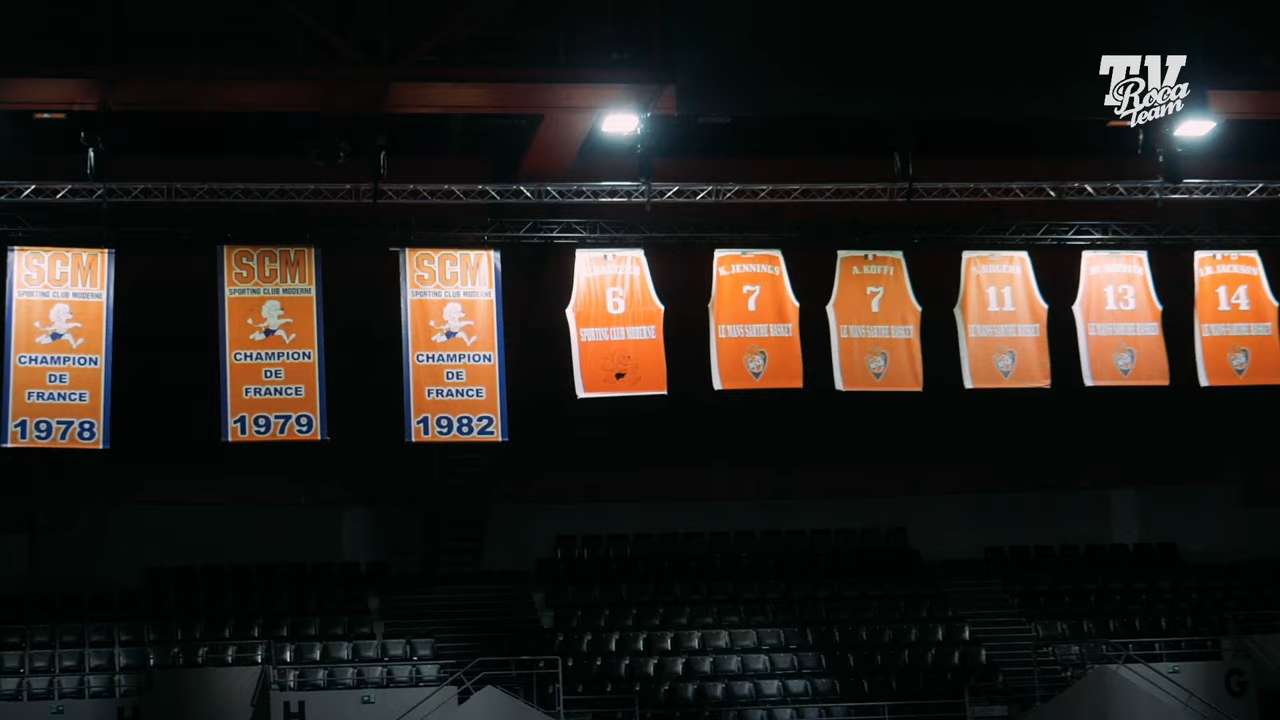 TV
Roca
team
SCM
SPORTING CLUB MODERNE
CHAMPION
DE
FRANCE
1978
SCM
SPORTING CLUB MODERNE
CHAMPION
DE
FRANCE
1979
SCM
SPORTING CLUB MODERNE
CHAMPION
DE
FRANCE
1982
6
SPORTING CLUB MODERNE
K. JENNINGS
7
LE MANS SARTHE BASKET
A. KOFFI
7
LE MANS SARTHE BASKET
11
LE MANS SARTHE BASKET
13
LE MANS SARTHE BASKET
JACKSON
14
LE MANS SARTHE BASKET
H
H
G